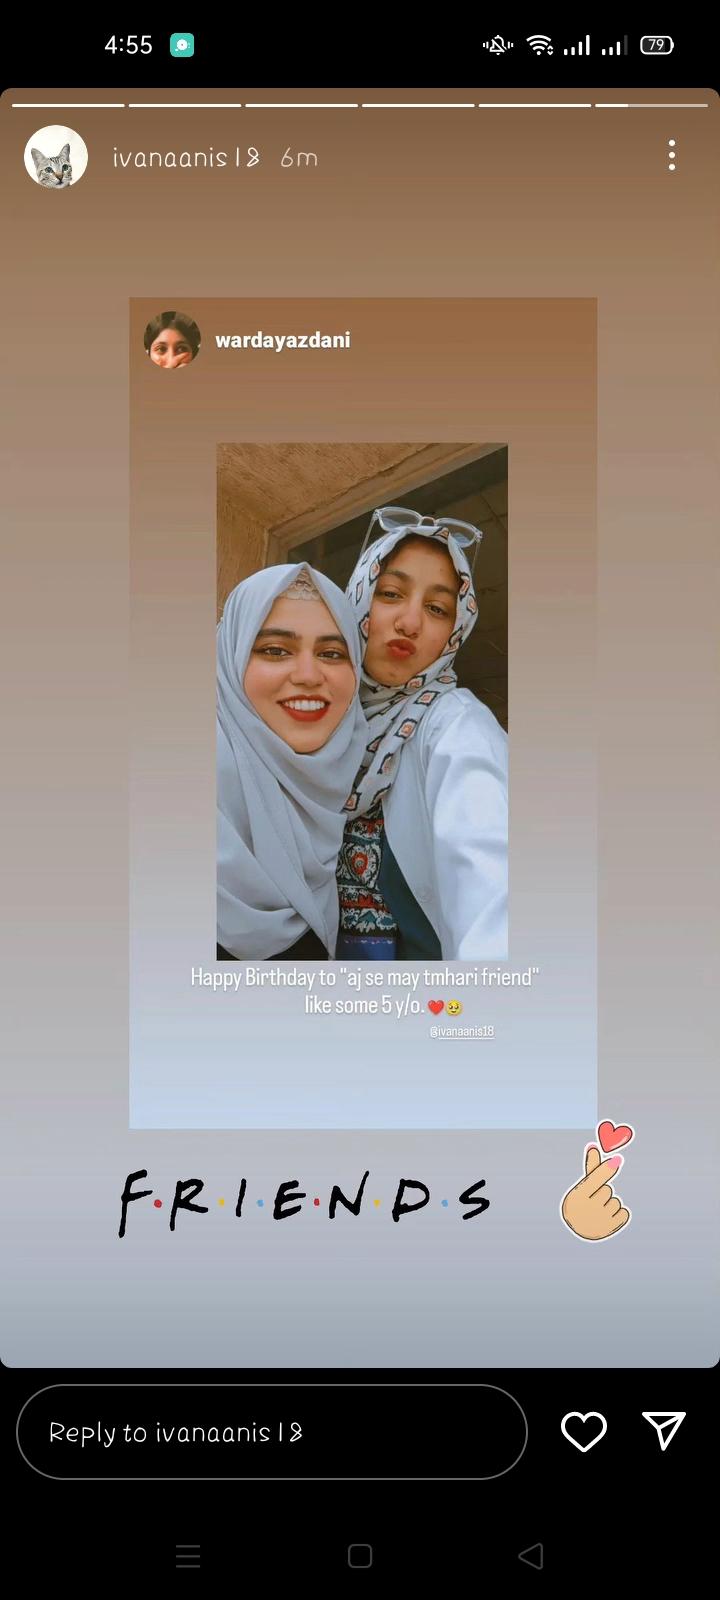 4:55
79
ivanaanis18 6m
wardayazdani
Happy Birthday to "aj se may tmhari friend"
like some 5 y/o.❤️🥹
@ivanaanis18
F.R.I.E.N.D.S
Reply to ivanaanis18